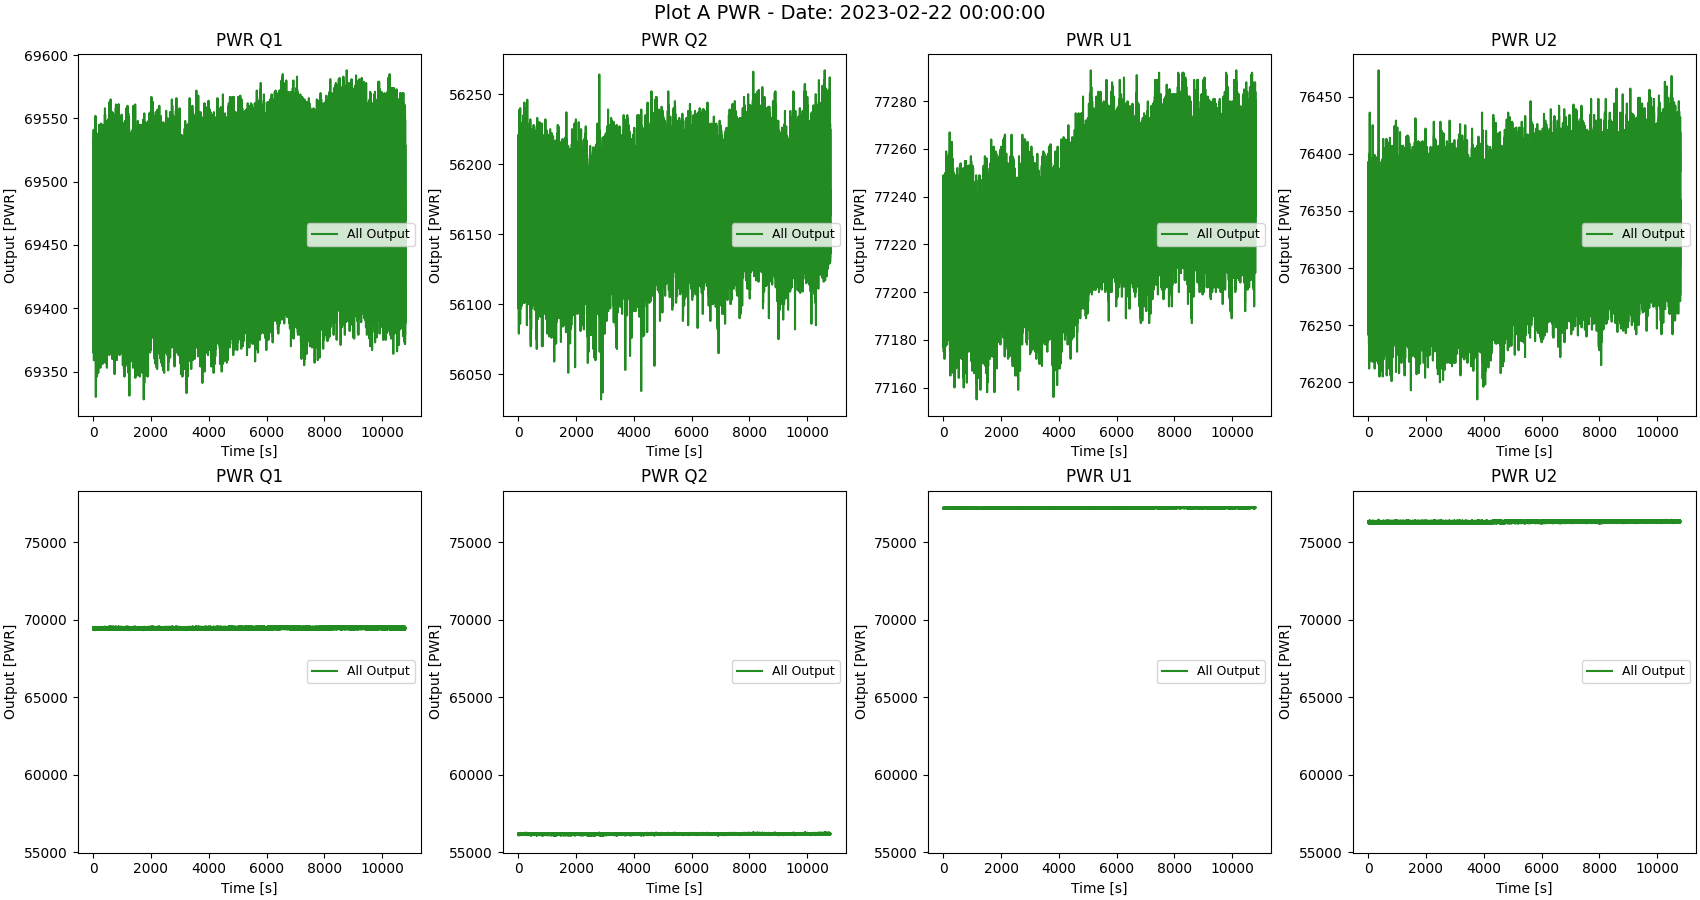 Plot A PWR - Date: 2023-02-22 00:00:00
PWR Q1
69600
69550
69500
69450
69400
69350
Output [PWR]
All Output
0 2000 4000 6000 8000 10000
Time [s]
PWR Q2
56250
56200
56150
56100
56050
Output [PWR]
All Output
0 2000 4000 6000 8000 10000
Time [s]
PWR U1
77280
77260
77240
77220
77200
77180
77160
Output [PWR]
All Output
0 2000 4000 6000 8000 10000
Time [s]
PWR U2
76450
76400
76350
76300
76250
76200
Output [PWR]
All Output
0 2000 4000 6000 8000 10000
Time [s]
PWR Q1
75000
70000
65000
60000
55000
Output [PWR]
All Output
0 2000 4000 6000 8000 10000
Time [s]
PWR Q2
75000
70000
65000
60000
55000
Output [PWR]
All Output
0 2000 4000 6000 8000 10000
Time [s]
PWR U1
75000
70000
65000
60000
55000
Output [PWR]
All Output
0 2000 4000 6000 8000 10000
Time [s]
PWR U2
75000
70000
65000
60000
55000
Output [PWR]
All Output
0 2000 4000 6000 8000 10000
Time [s]